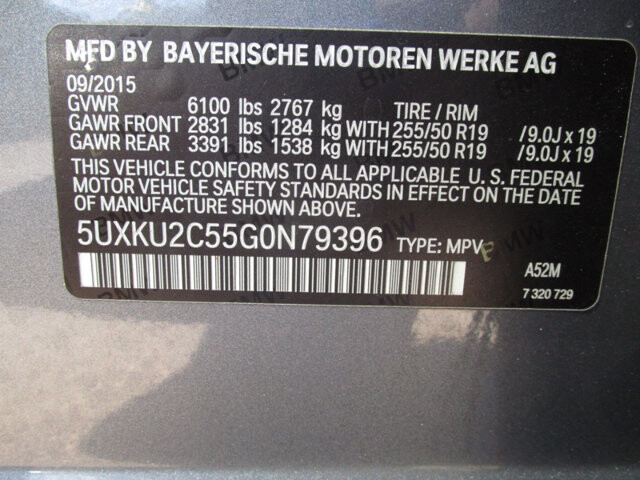 MFD BY BAYERISCHE MOTOREN WERKE AG
09/2015
GVWR 6100 lbs 2767 kg TIRE / RIM
GAWR FRONT 2831 lbs 1284 kg WITH 255/50 R19 /9.0J x 19
GAWR REAR 3391 lbs 1538 kg WITH 255/50 R19 /9.0J x 19
THIS VEHICLE CONFORMS TO ALL APPLICABLE U. S. FEDERAL
MOTOR VEHICLE SAFETY STANDARDS IN EFFECT ON THE DATE
OF MANUFACTURE SHOWN ABOVE.
5UXKU2C55G0N79396 TYPE: MPV
A52M
7 320 729